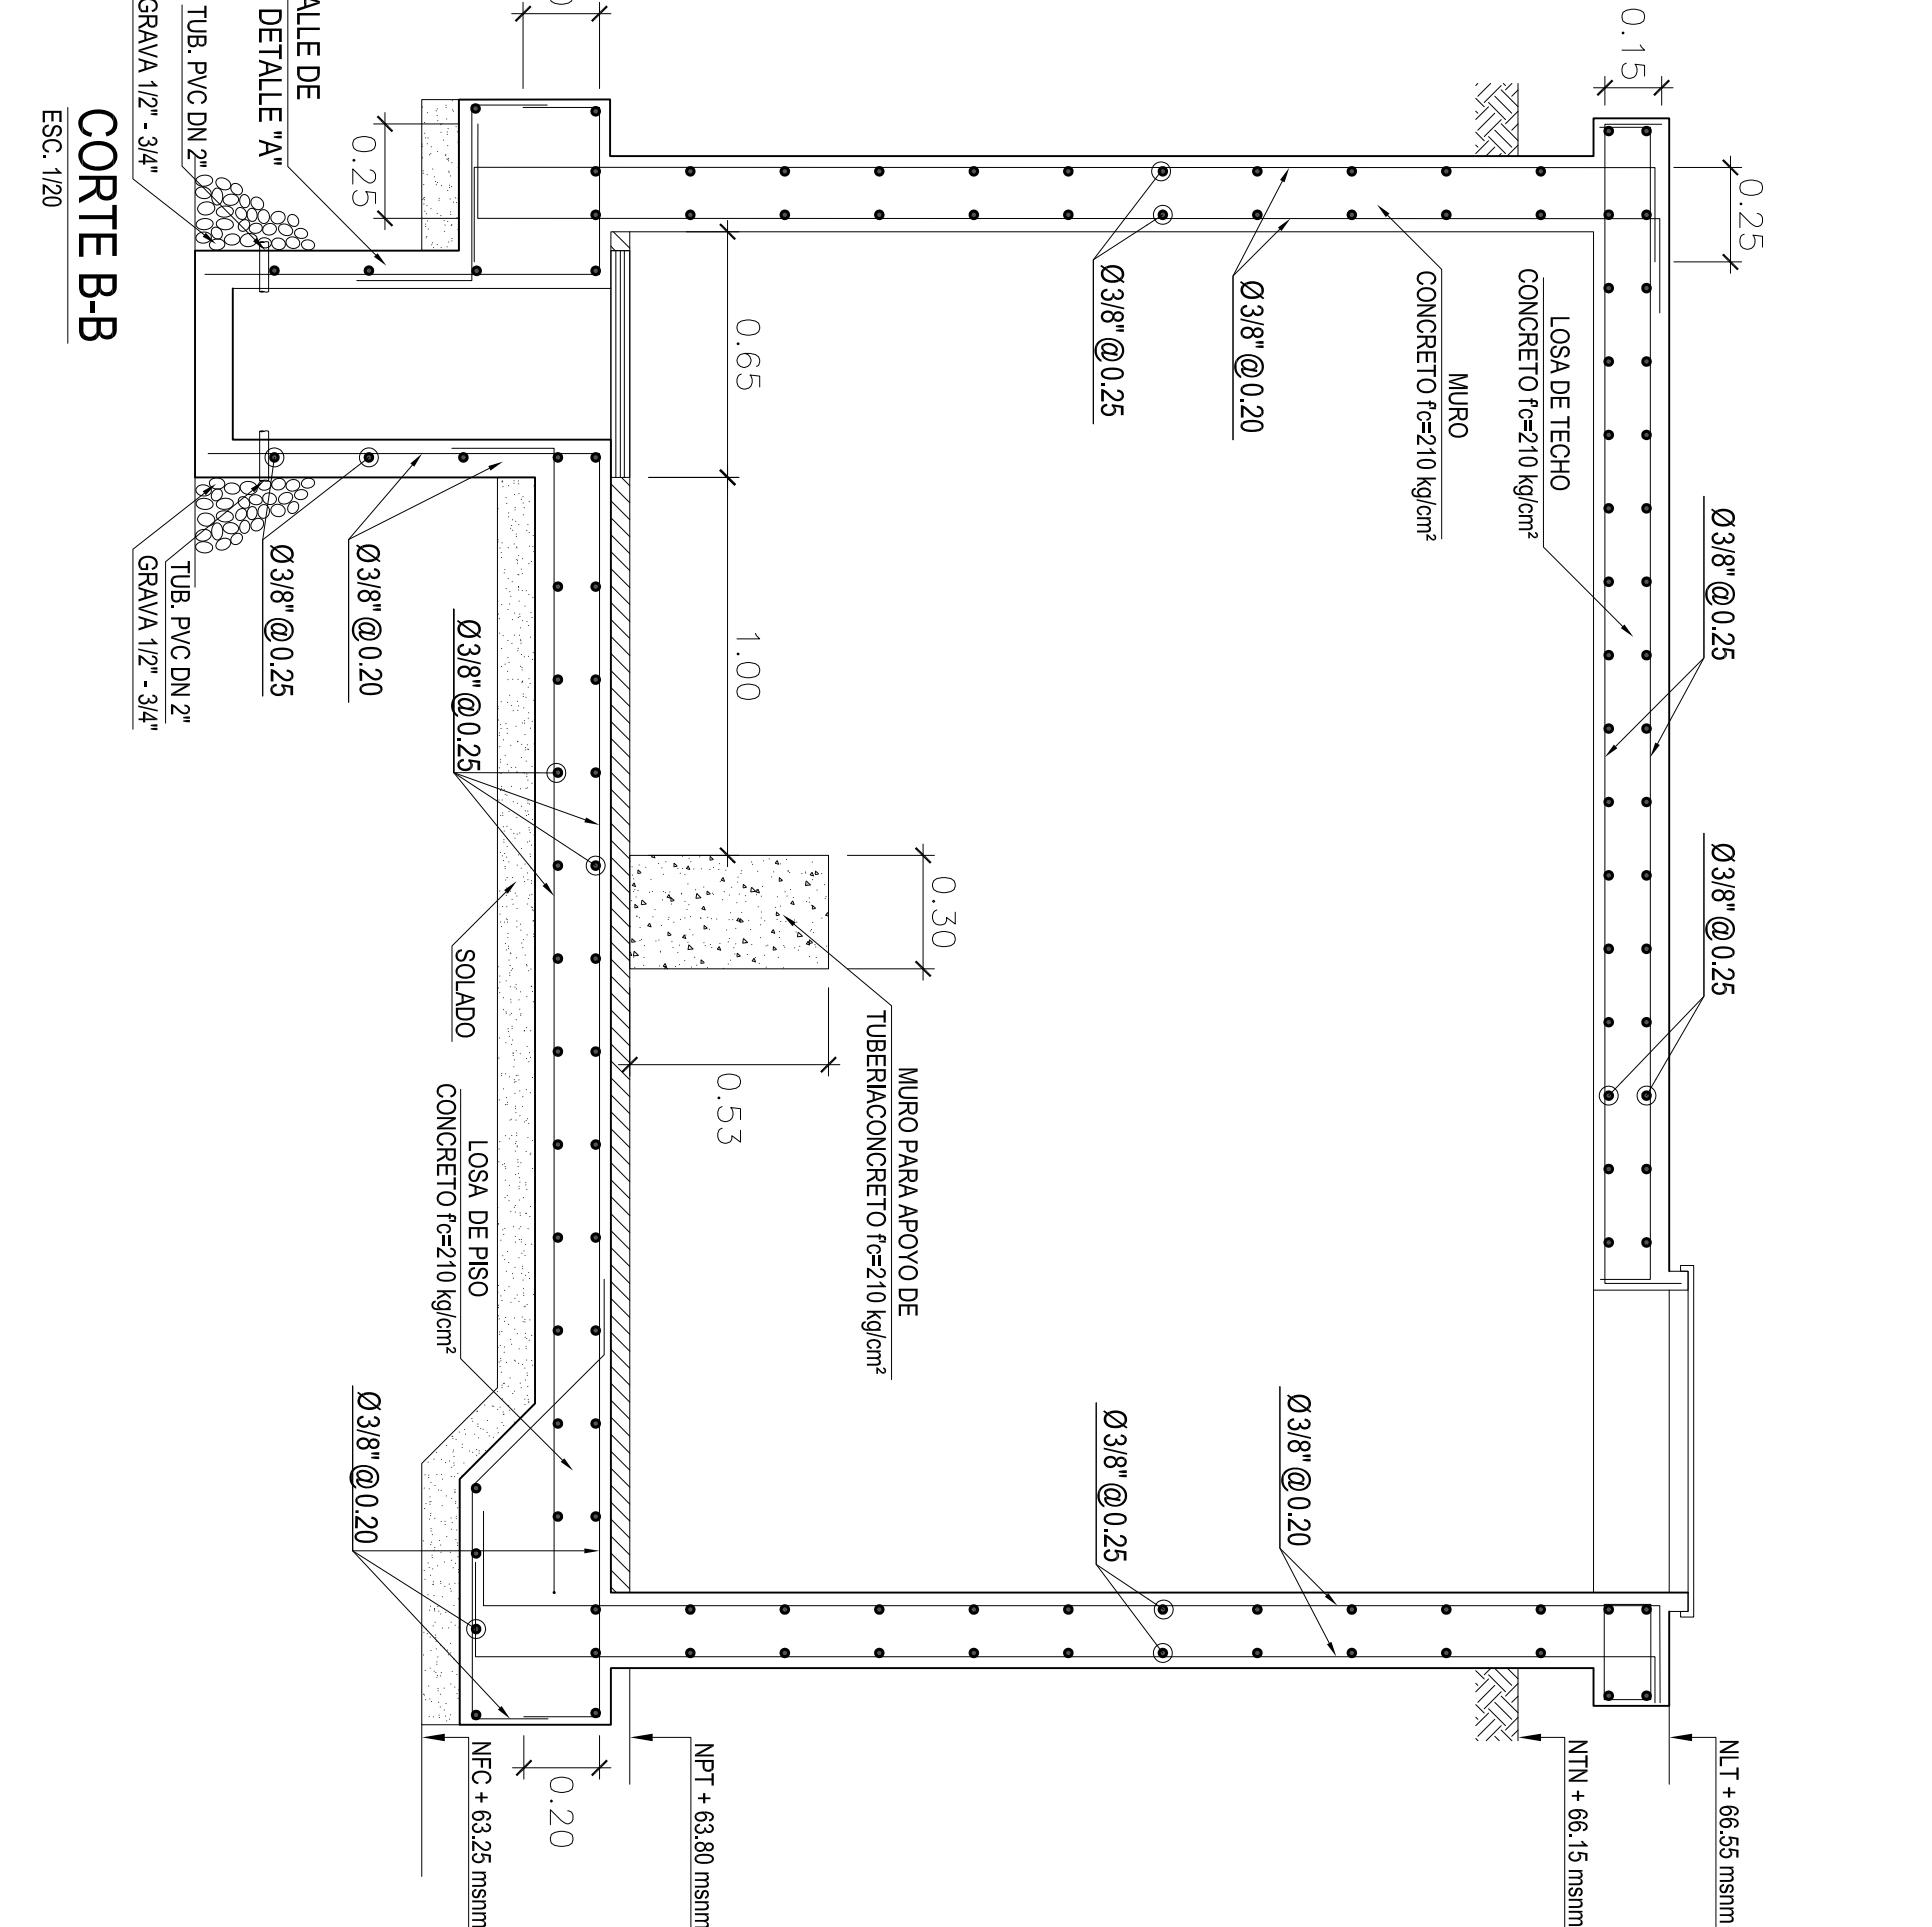 0.15
0.25
NLT + 66.55 msnm
NTN + 66.15 msnm
NPT + 63.80 msnm
NFC + 63.25 msnm
Ø3/8" @0.25
Ø3/8" @0.25
LOSA DE TECHO
CONCRETO f'c=210 kg/cm²
MURO
CONCRETO f'c=210 kg/cm²
Ø3/8" @0.20
Ø3/8" @0.25
Ø3/8" @0.20
Ø3/8" @0.25
0.30
MURO PARA APOYO DE
TUBERIACONCRETO f'c=210 kg/cm²
0.65
1.00
0.53
0.20
0.25
Ø3/8" @0.25
SOLADO
LOSA DE PISO
CONCRETO f'c=210 kg/cm²
Ø3/8" @0.20
Ø3/8" @0.20
Ø3/8" @0.25
TUB. PVC DN 2"
GRAVA 1/2" - 3/4"
ALLE DE
DETALLE "A"
TUB. PVC DN 2"
GRAVA 1/2" - 3/4"
CORTE B-B
ESC. 1/20